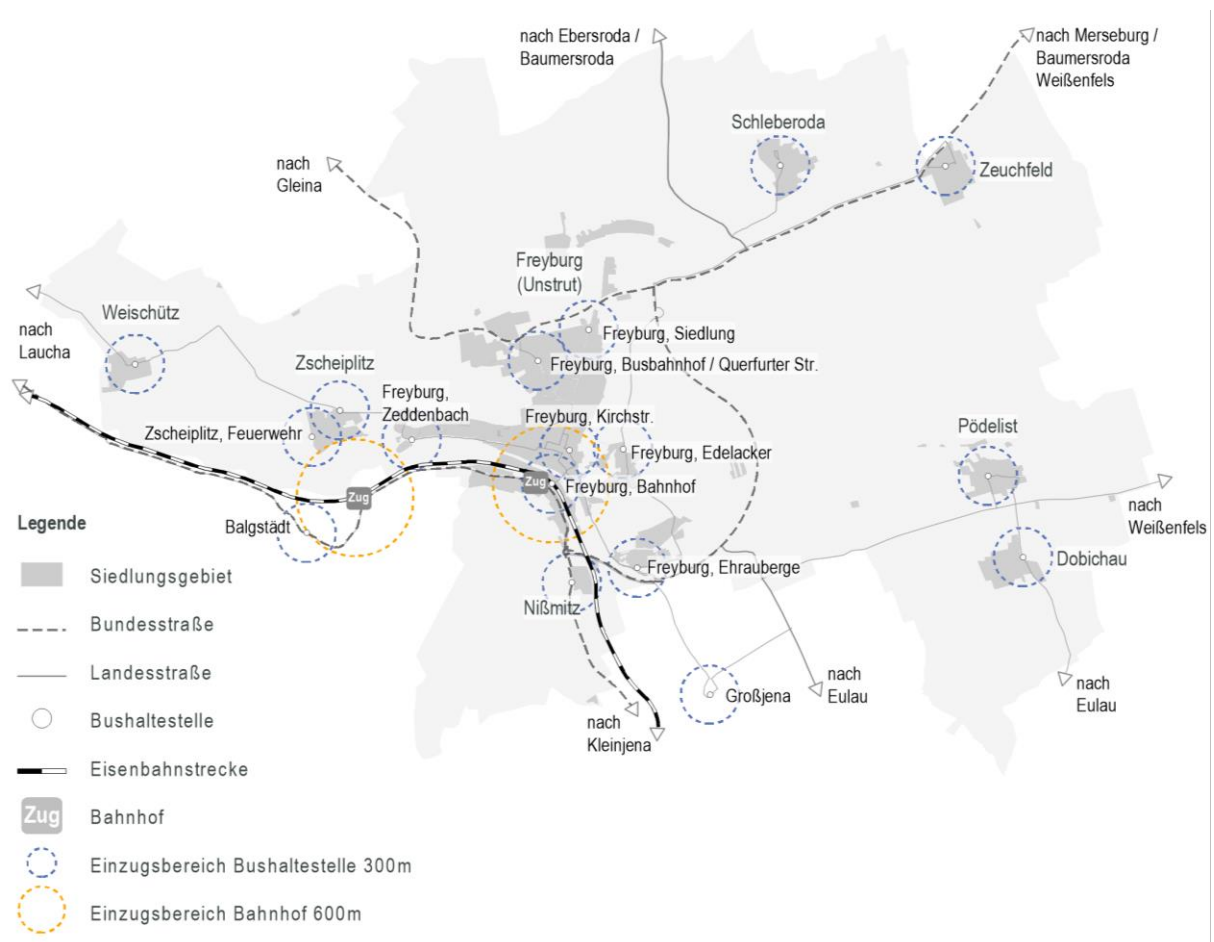 nach Ebersroda /
Baumersroda
nach Merseburg /
Baumersroda
Weißenfels
Schleberoda
nach
Gleina
Zeuchfeld
Freyburg
(Unstrut)
Weischütz
nach
Laucha
Freyburg, Siedlung
Zscheiplitz
Freyburg, Busbahnhof / Querfurter Str.
Freyburg,
Zeddenbach
Freyburg, Kirchstr.
Zscheiplitz, Feuerwehr
Pödelist
Freyburg, Edelacker
Zug
Zug
Freyburg, Bahnhof
nach
Weißenfels
Balgstädt
Dobichau
Freyburg, Ehrauberge
Nißmitz
nach
Eulau
nach
Eulau
Großjena
nach
Kleinjena
Legende
Siedlungsgebiet
Bundesstraße
Landesstraße
Bushaltestelle
Eisenbahnstrecke
Zug
Bahnhof
Einzugsbereich Bushaltestelle 300m
Einzugsbereich Bahnhof 600m